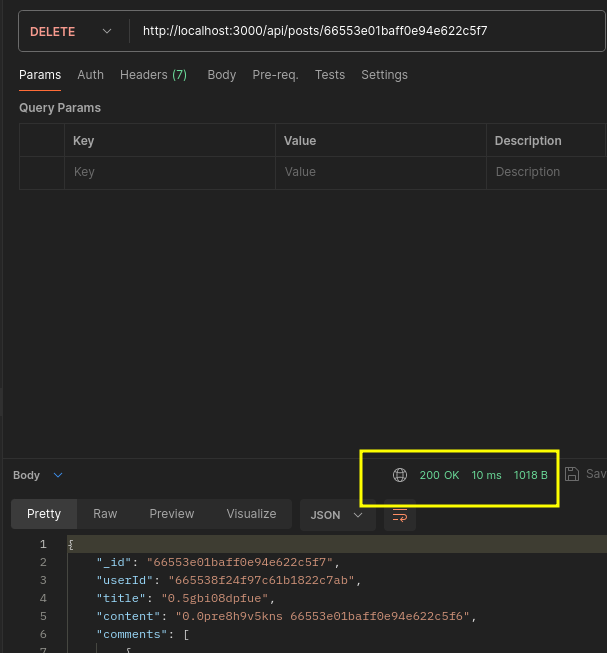 DELETE http://localhost:3000/api/posts/66553e01baff0e94e622c5f7
Params Auth Headers (7) Body Pre-req. Tests Settings
Query Params
Key Value Description
Key Value Description
Body 200 OK 10 ms 1018 B Sav
Pretty Raw Preview Visualize JSON
1 {
2 "_id": "66553e01baff0e94e622c5f7",
3 "userId": "665538f24f97c61b1822c7ab",
4 "title": "0.5gbi08dpfue",
5 "content": "0.0pre8h9v5kns 66553e01baff0e94e622c5f6",
6 "comments": [
7 {